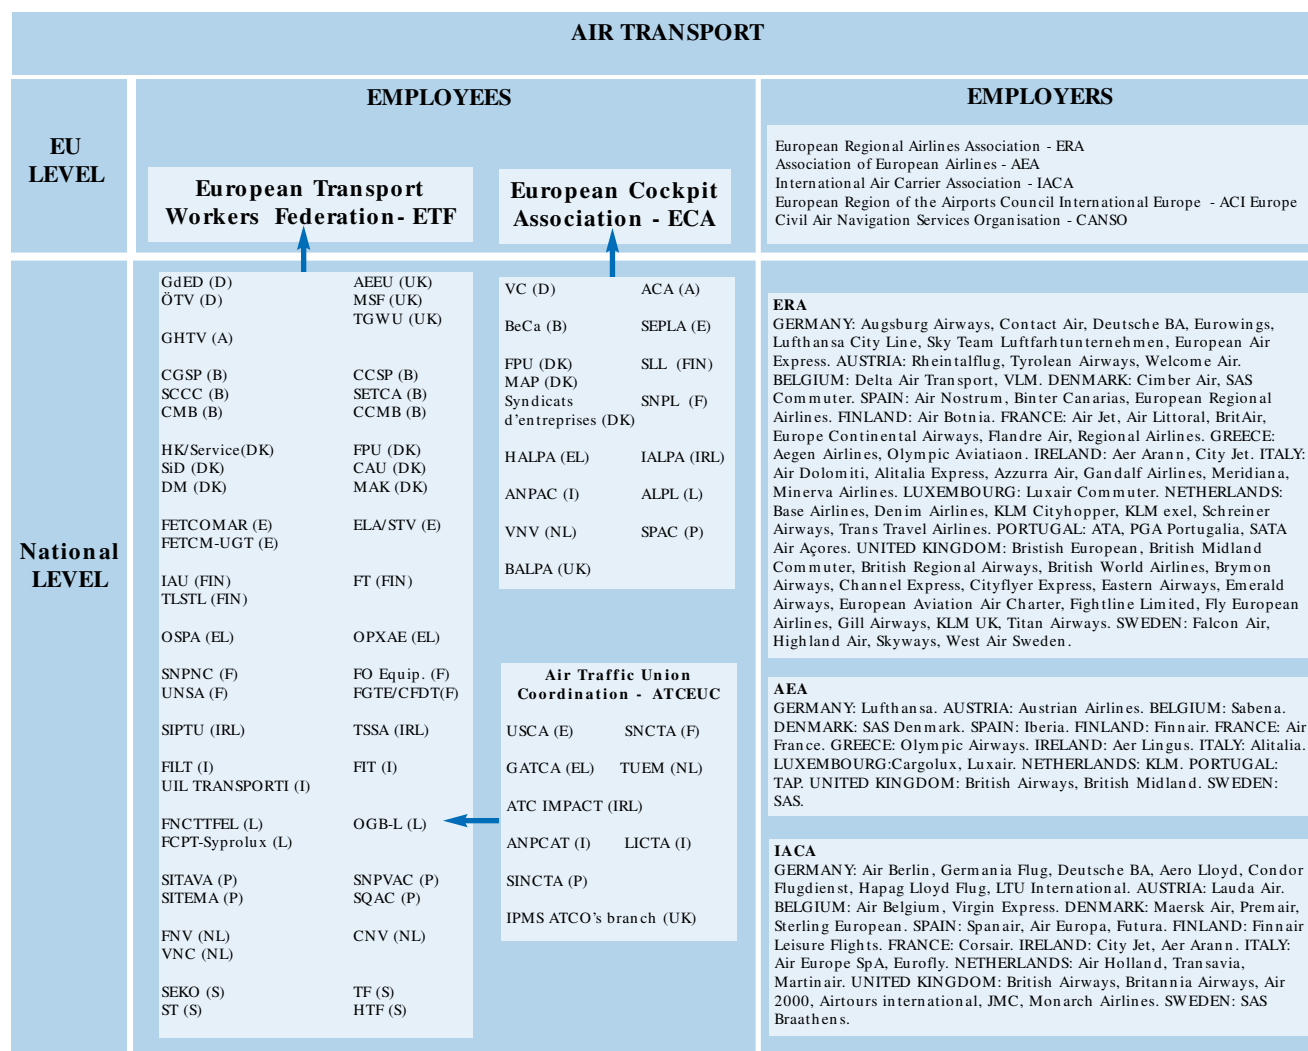 AIR TRANSPORT
EU
LEVEL
EMPLOYEES
European Transport
Workers Federation- ETF
European Cockpit
Association - ECA
EMPLOYERS
European Regional Airlines Association - ERA
Association of European Airlines - AEA
International Air Carrier Association - IACA
European Region of the Airports Council International Europe - ACI Europe
Civil Air Navigation Services Organisation - CANSO
National
LEVEL
GdED (D) AEEU (UK)
ÖTV (D) MSF (UK)
TGWU (UK)
GHTV (A)
CGSP (B) CCSP (B)
SCCC (B) SETCA (B)
CMB (B) CCMB (B)
HK/Service(DK) FPU (DK)
SiD (DK) CAU (DK)
DM (DK) MAK (DK)
FETCOMAR (E) ELA/STV (E)
FETCM-UGT (E)
IAU (FIN) FT (FIN)
TLSTL (FIN)
OSPA (EL) OPXAE (EL)
SNPNC (F) FO Equip. (F)
UNSA (F) FGTE/CFDT(F)
SIPTU (IRL) TSSA (IRL)
FILT (I) FIT (I)
UIL TRANSPORTI (I)
FNCTTFEL (L) OGB-L (L)
FCPT-Syprolux (L)
SITAVA (P) SNPVAC (P)
SITEMA (P) SQAC (P)
FNV (NL) CNV (NL)
VNC (NL)
SEKO (S) TF (S)
ST (S) HTF (S)
VC (D) ACA (A)
BeCa (B) SEPLA (E)
FPU (DK) SLL (FIN)
MAP (DK)
Syndicats SNPL (F)
d'entreprises (DK)
HALPA (EL) IALPA (IRL)
ANPAC (I) ALPL (L)
VNV (NL) SPAC (P)
BALPA (UK)
Air Traffic Union
Coordination - ATCEUC
USCA (E) SNCTA (F)
GATCA (EL) TUEM (NL)
ATC IMPACT (IRL)
ANPCAT (I) LICTA (I)
SINCTA (P)
IPMS ATCO's branch (UK)
ERA
GERMANY: Augsburg Airways, Contact Air, Deutsche BA, Eurowings,
Lufthansa City Line, Sky Team Luftfarhtunternehmen, European Air
Express. AUSTRIA: Rheintalflug, Tyrolean Airways, Welcome Air.
BELGIUM: Delta Air Transport, VLM. DENMARK: Cimber Air, SAS
Commuter. SPAIN: Air Nostrum, Binter Canarias, European Regional
Airlines. FINLAND: Air Botnia. FRANCE: Air Jet, Air Littoral, BritAir,
Europe Continental Airways, Flandre Air, Regional Airlines. GREECE:
Aegen Airlines, Olympic Aviatiaon. IRELAND: Aer Arann, City Jet. ITALY:
Air Dolomiti, Alitalia Express, Azzurra Air, Gandalf Airlines, Meridiana,
Minerva Airlines. LUXEMBOURG: Luxair Commuter. NETHERLANDS:
Base Airlines, Denim Airlines, KLM Cityhopper, KLM exel, Schreiner
Airways, Trans Travel Airlines. PORTUGAL: ATA, PGA Portugalia, SATA
Air Açores. UNITED KINGDOM: Bristish European, British Midland
Commuter, British Regional Airways, British World Airlines, Brymon
Airways, Channel Express, Cityflyer Express, Eastern Airways, Emerald
Airways, European Aviation Air Charter, Fightline Limited, Fly European
Airlines, Gill Airways, KLM UK, Titan Airways. SWEDEN: Falcon Air,
Highland Air, Skyways, West Air Sweden.
AEA
GERMANY: Lufthansa. AUSTRIA: Austrian Airlines. BELGIUM: Sabena.
DENMARK: SAS Denmark. SPAIN: Iberia. FINLAND: Finnair. FRANCE: Air
France. GREECE: Olympic Airways. IRELAND: Aer Lingus. ITALY: Alitalia.
LUXEMBOURG:Cargolux, Luxair. NETHERLANDS: KLM. PORTUGAL:
TAP. UNITED KINGDOM: British Airways, British Midland. SWEDEN:
SAS.
IACA
GERMANY: Air Berlin, Germania Flug, Deutsche BA, Aero Lloyd, Condor
Flugdienst, Hapag Lloyd Flug, LTU International. AUSTRIA: Lauda Air.
BELGIUM: Air Belgium, Virgin Express. DENMARK: Maersk Air, Premair,
Sterling European. SPAIN: Spanair, Air Europa, Futura. FINLAND: Finnair
Leisure Flights. FRANCE: Corsair. IRELAND: City Jet, Aer Arann. ITALY:
Air Europe SpA, Eurofly. NETHERLANDS: Air Holland, Transavia,
Martinair. UNITED KINGDOM: British Airways, Britannia Airways, Air
2000, Airtours international, JMC, Monarch Airlines. SWEDEN: SAS
Braathens.